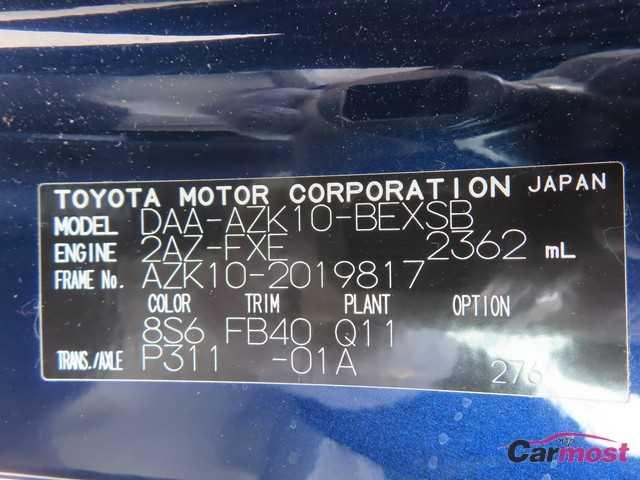 TOYOTA MOTOR CORPORATION JAPAN
MODEL DAA-AZK10-BEXSB
ENGINE 2AZ-FXE 2362 mL
FRAME No. AZK10-2019817
COLOR TRIM PLANT OPTION
8S6 FB40 Q11
TRANS./AXLE P311 -01A
Carmost